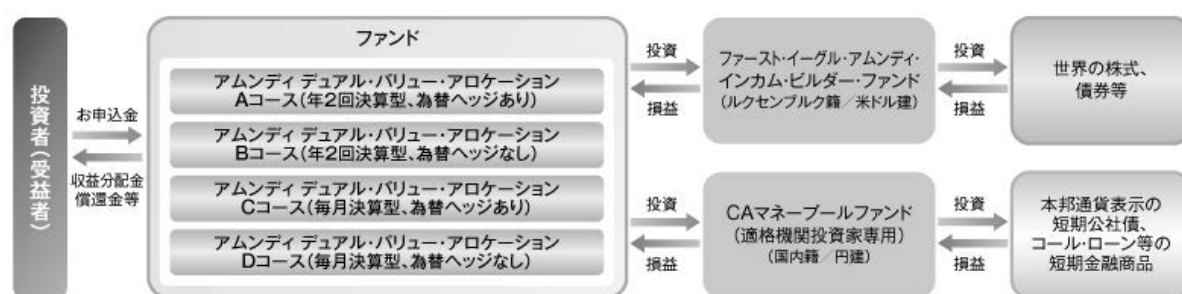 投資者(受益者)
お申込金
収益分配金
償還金等
ファンド
アムンディ デュアル・バリュー・アロケーション
Aコース(年2回決算型、為替ヘッジあり)
アムンディ デュアル・バリュー・アロケーション
Bコース(年2回決算型、為替ヘッジなし)
アムンディ デュアル・バリュー・アロケーション
Cコース(毎月決算型、為替ヘッジあり)
アムンディ デュアル・バリュー・アロケーション
Dコース(毎月決算型、為替ヘッジなし)
投資
損益
ファースト・イーグル・アムンディ・
インカム・ビルダー・ファンド
(ルクセンブルク籍/米ドル建)
投資
損益
世界の株式、
債券等
投資
損益
CAマネープールファンド
(適格機関投資家専用)
(国内籍/円建)
投資
損益
本邦通貨表示の
短期公社債、
コール・ローン等の
短期金融商品